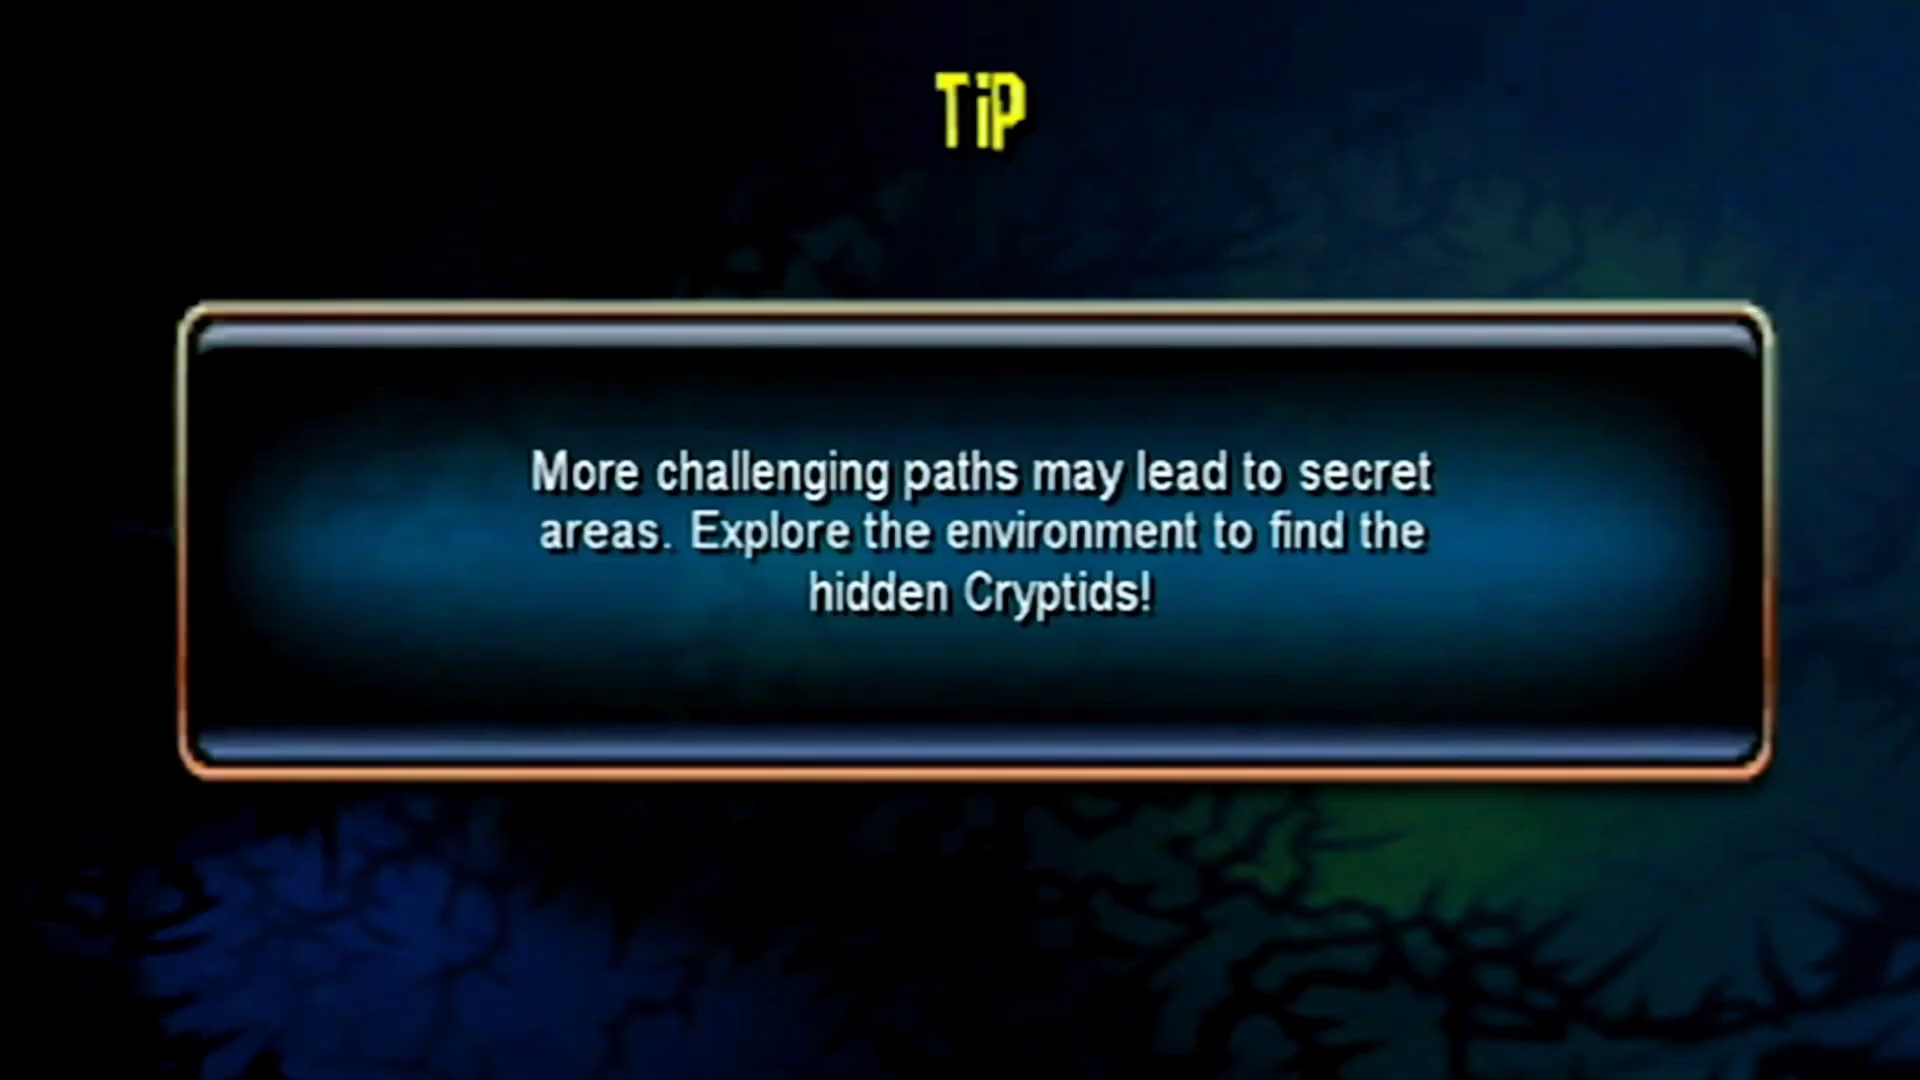 TiP
More challenging paths may lead to secret
areas. Explore the environment to find the
hidden Cryptids!